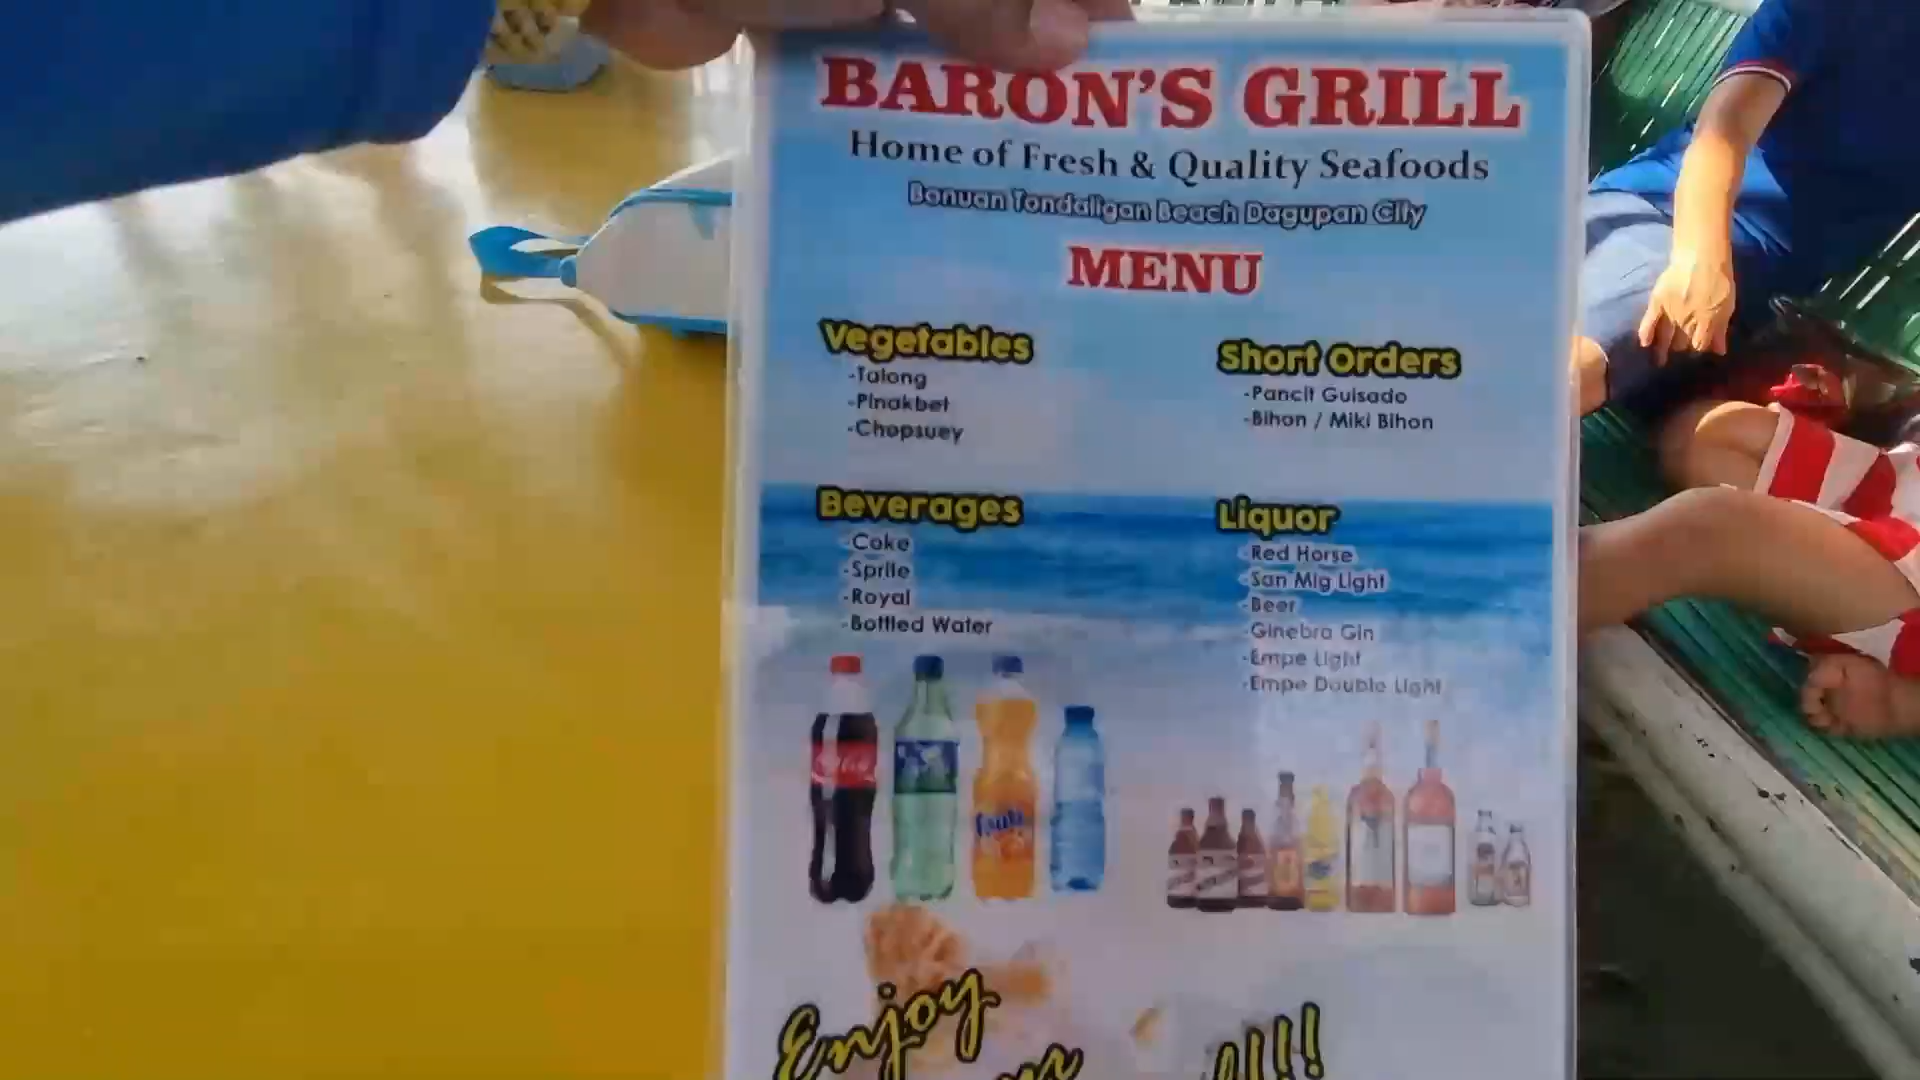 BARON'S GRILL
Home of Fresh & Quality Seafoods
Bonuan Tondaligan Beach Dagupan City
MENU
Vegetables
-Talong
-Pinakbet
-Chopsuey
Short Orders
-Pancit Guisado
-Bihon / Miki Bihon
Beverages
-Coke
-Sprite
-Royal
-Bottled Water
Liquor
-Red Horse
-San Mig Light
-Beer
-Ginebra Gin
-Empe Light
-Empe Double Light
Enjoy